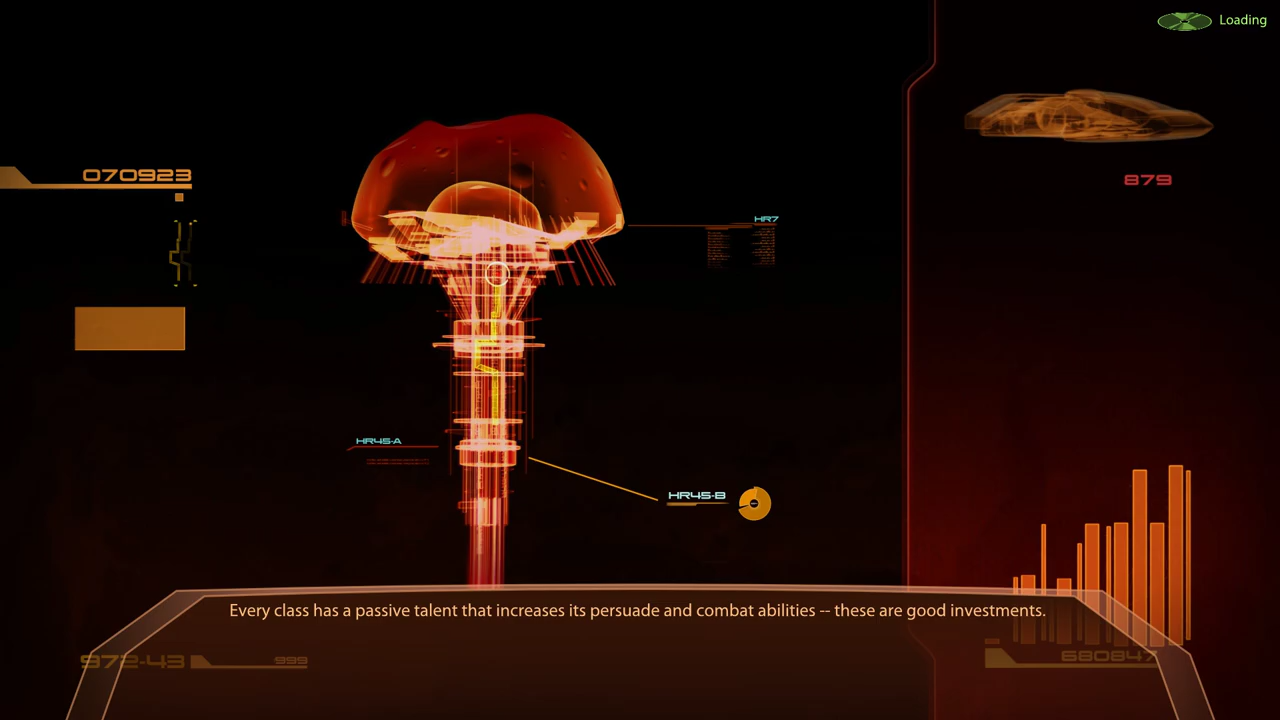 Loading
070923
879
HR7
HR45-A
HR45-B
Every class has a passive talent that increases its persuade and combat abilities -- these are good investments.
972-43
999
680847